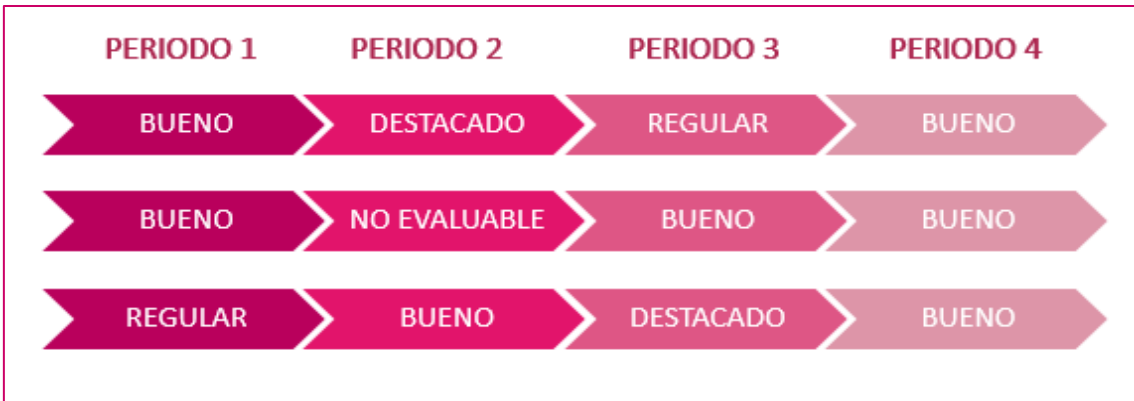 PERIODO 1 PERIODO 2 PERIODO 3 PERIODO 4
BUENO DESTACADO REGULAR BUENO
BUENO NO EVALUABLE BUENO BUENO
REGULAR BUENO DESTACADO BUENO